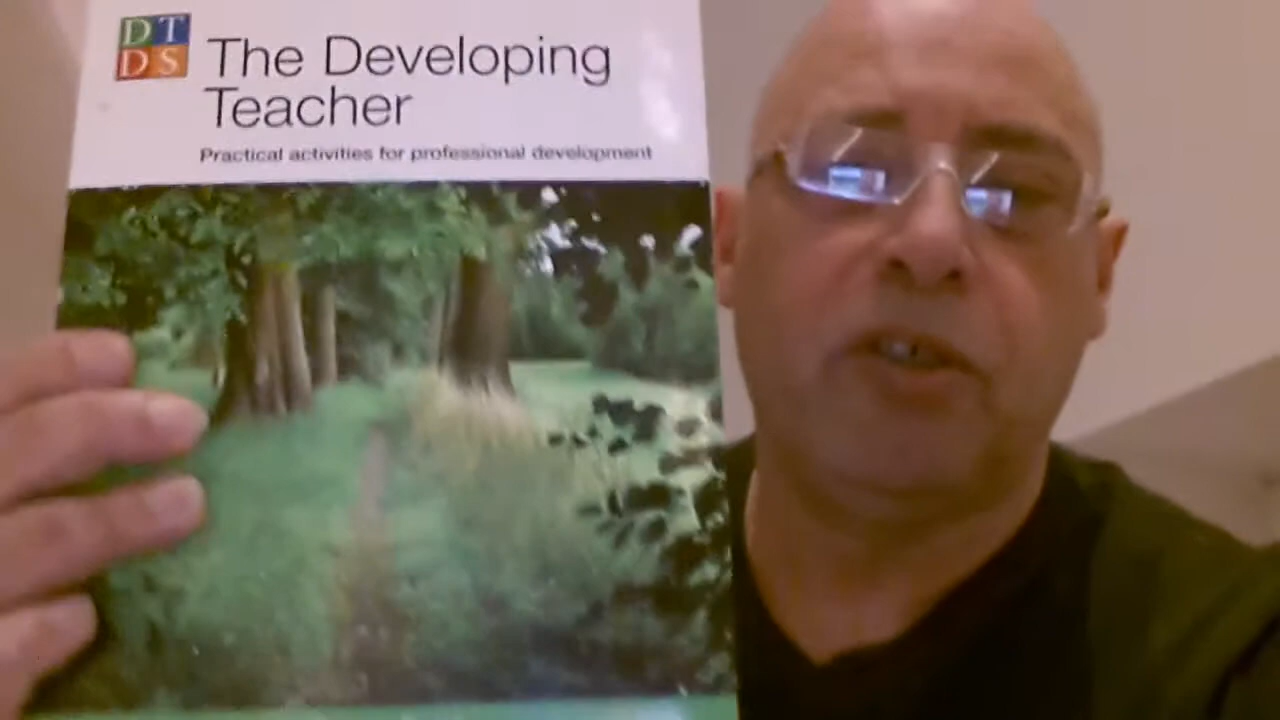 DT
DS
The Developing
Teacher
Practical activities for professional development